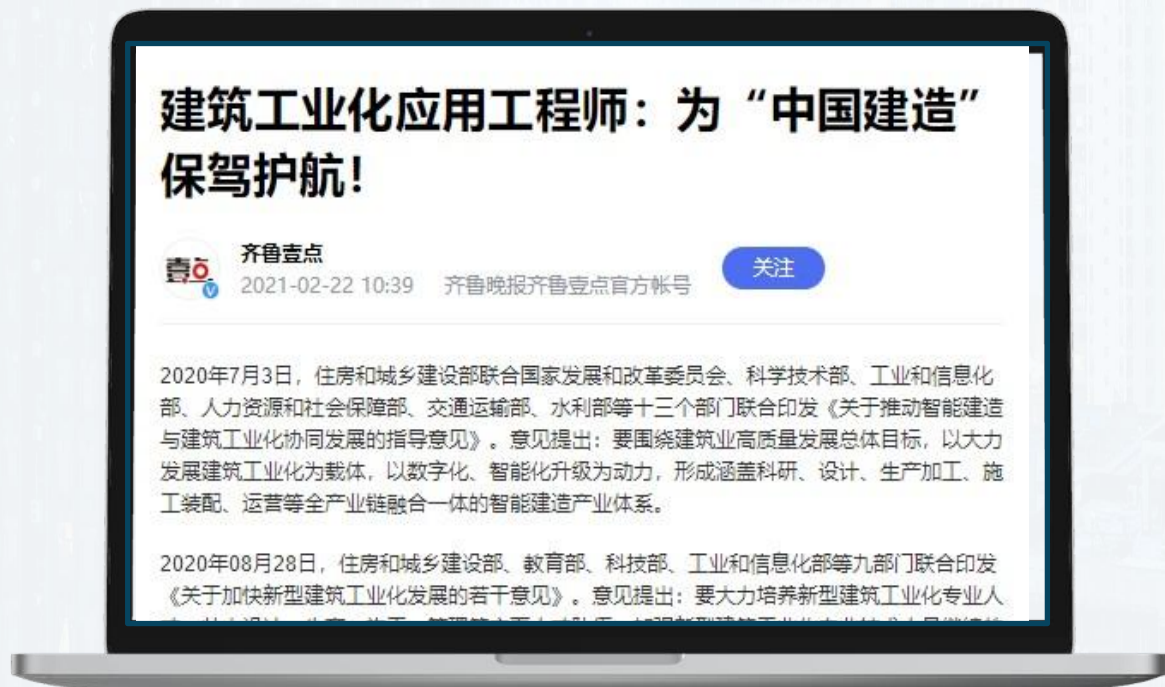 建筑工业化应用工程师：为“中国建造”
保驾护航！
壹点
齐鲁壹点
2021-02-22 10:39 齐鲁晚报齐鲁壹点官方帐号
关注
2020年7月3日，住房和城乡建设部联合国家发展和改革委员会、科学技术部、工业和信息化
部、人力资源和社会保障部、交通运输部、水利部等十三个部门联合印发《关于推动智能建造
与建筑工业化协同发展的指导意见》。意见提出：要围绕建筑业高质量发展总体目标，以大力
发展建筑工业化为载体，以数字化、智能化升级为动力，形成涵盖科研、设计、生产加工、施
工装配、运营等全产业链融合一体的智能建造产业体系。
2020年08月28日，住房和城乡建设部、教育部、科技部、工业和信息化部等九部门联合印发
《关于加快新型建筑工业化发展的若干意见》。意见提出：要大力培养新型建筑工业化专业人